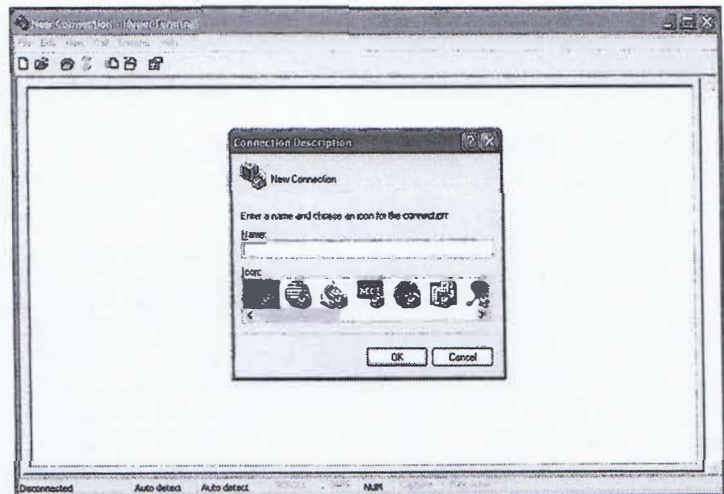 New Connection - HyperTerminal
File Edit View Call Transfer Help
Connection Description
New Connection
Enter a name and choose an icon for the connection:
Name:
Icon:
MCI
OK Cancel
Disconnected Auto detect Auto detect NUM